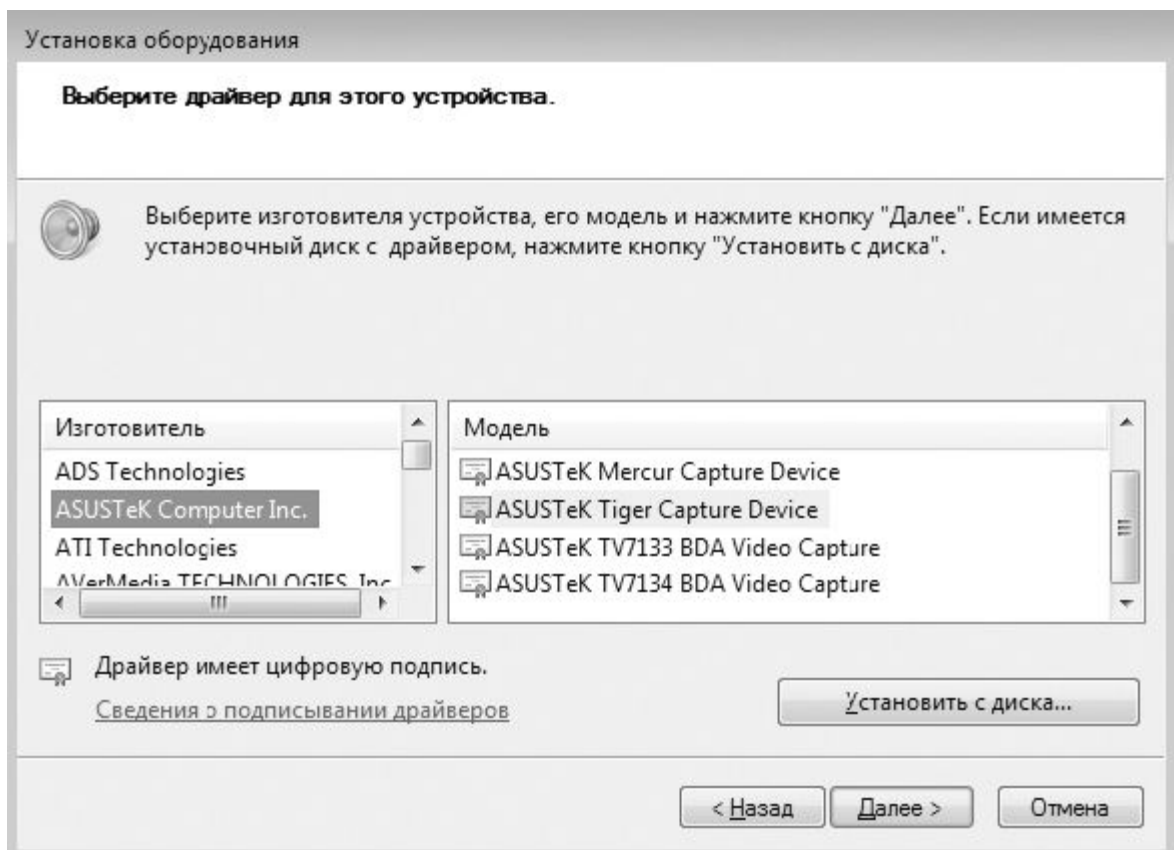 Установка оборудования
Выберите драйвер для этого устройства.
Выберите изготовителя устройства, его модель и нажмите кнопку "Далее". Если имеется
установочный диск с драйвером, нажмите кнопку "Установить с диска".
Изготовитель
ADS Technologies
ASUSTeK Computer Inc.
ATI Technologies
AVerMedia TECHNOLOGIES, Inc
Модель
ASUSTeK Mercur Capture Device
ASUSTeK Tiger Capture Device
ASUSTeK TV7133 BDA Video Capture
ASUSTeK TV7134 BDA Video Capture
Драйвер имеет цифровую подпись.
Сведения о подписывании драйверов
Установить с диска...
< Назад
Далее >
Отмена